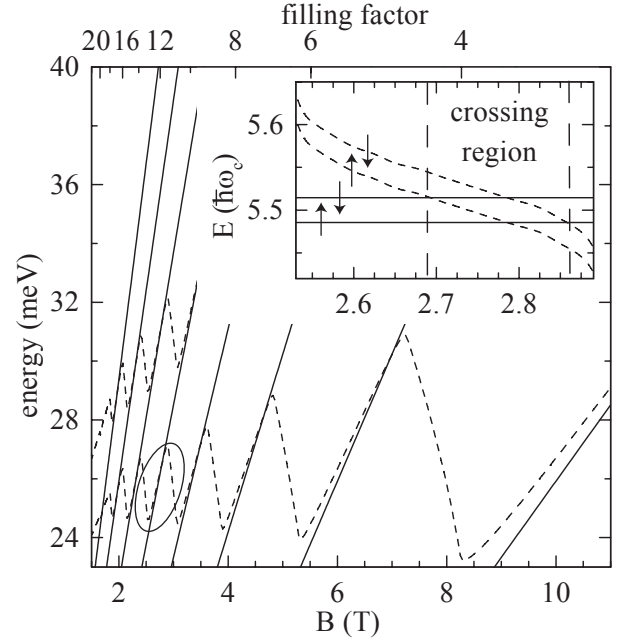 filling factor
20 16 12 8 6 4
40
36
32
28
24
energy (meV)
2 4 6 8 10
B (T)
crossing
region
5.6
5.5
E (ħω_c)
2.6 2.7 2.8